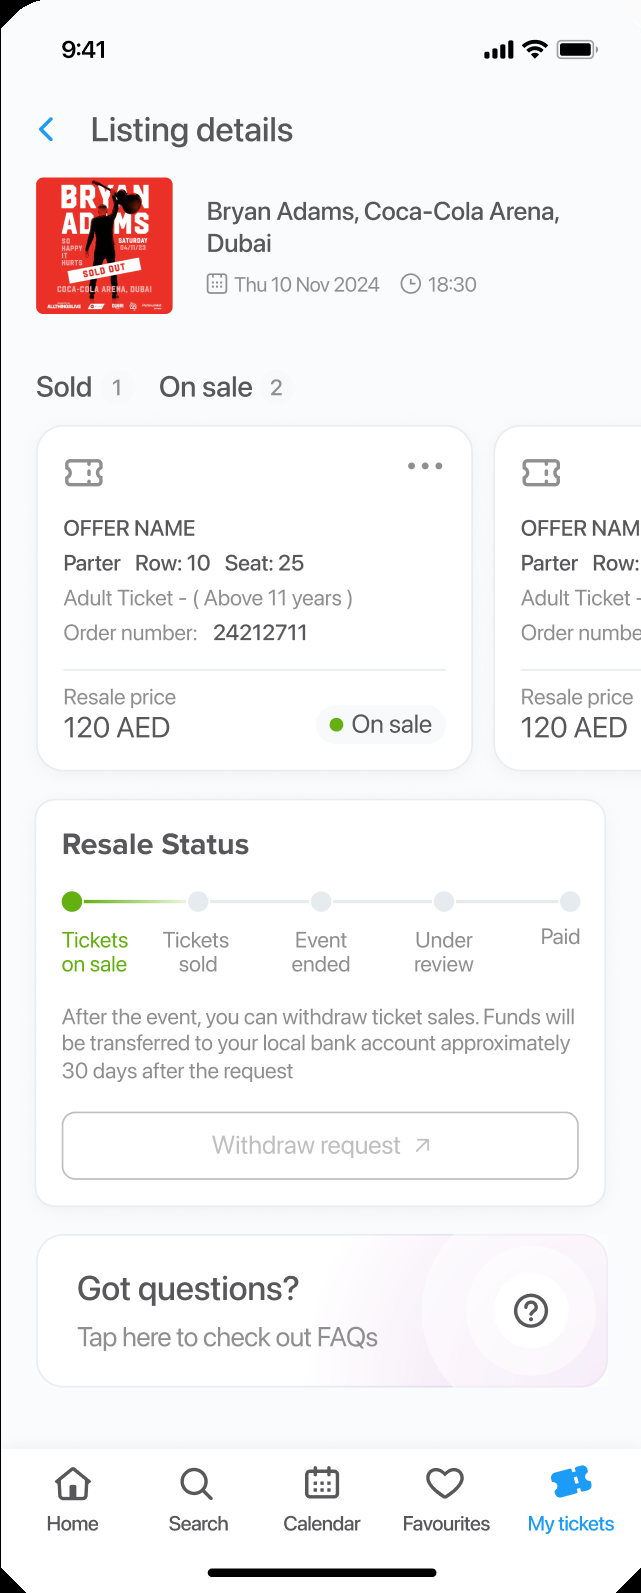 9:41
Listing details
BRYAN
ADAMS
SO
HAPPY
IT
HURTS
SATURDAY
04/11/23
SOLD OUT
COCA-COLA ARENA, DUBAI
ALLTHINGSLIVE
Bryan Adams, Coca-Cola Arena,
Dubai
Thu 10 Nov 2024 18:30
Sold 1 On sale 2
OFFER NAME
Parter Row: 10 Seat: 25
Adult Ticket - ( Above 11 years )
Order number: 24212711
Resale price
120 AED
On sale
OFFER NAM
Parter Row:
Adult Ticket -
Order numbe
Resale price
120 AED
Resale Status
Tickets
on sale
Tickets
sold
Event
ended
Under
review
Paid
After the event, you can withdraw ticket sales. Funds will
be transferred to your local bank account approximately
30 days after the request
Withdraw request
Got questions?
Tap here to check out FAQs
Home Search Calendar Favourites My tickets